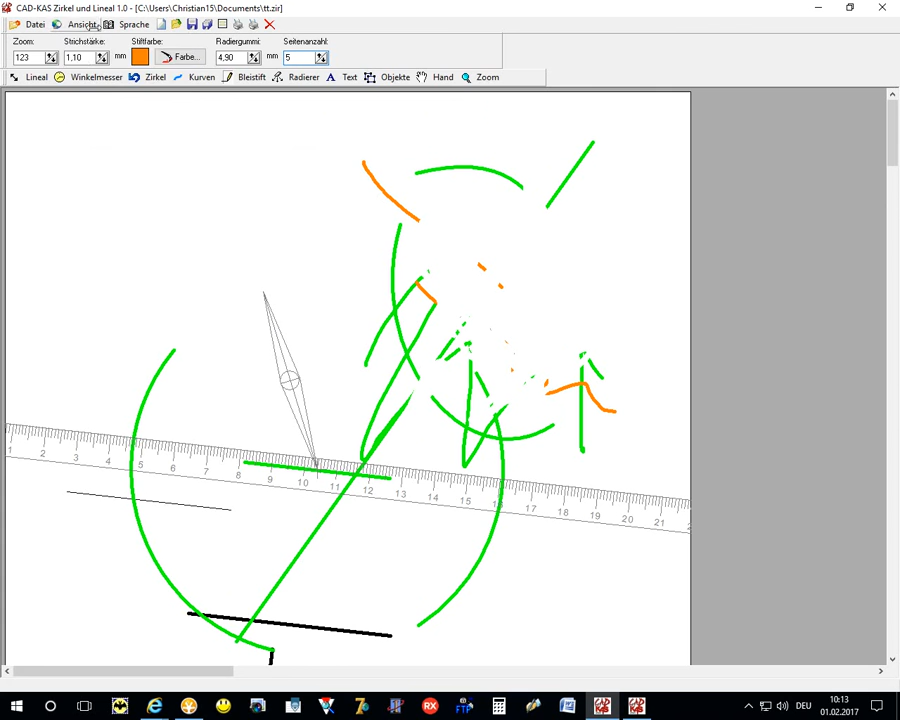 CAD-KAS Zirkel und Lineal 1.0 - [C:\Users\Christian15\Documents\tt.zir]
Datei Ansicht Sprache
Zoom: Strichstärke: Stiftfarbe: Radiergummi: Seitenanzahl:
123 1,10 mm Farbe... 4,90 mm 5
Lineal Winkelmesser Zirkel Kurven Bleistift Radierer Text Objekte Hand Zoom
1 2 3 4 5 6 7 8 9 10 11 12 13 14 15 16 17 18 19 20 21
DEU 10:13
01.02.2017